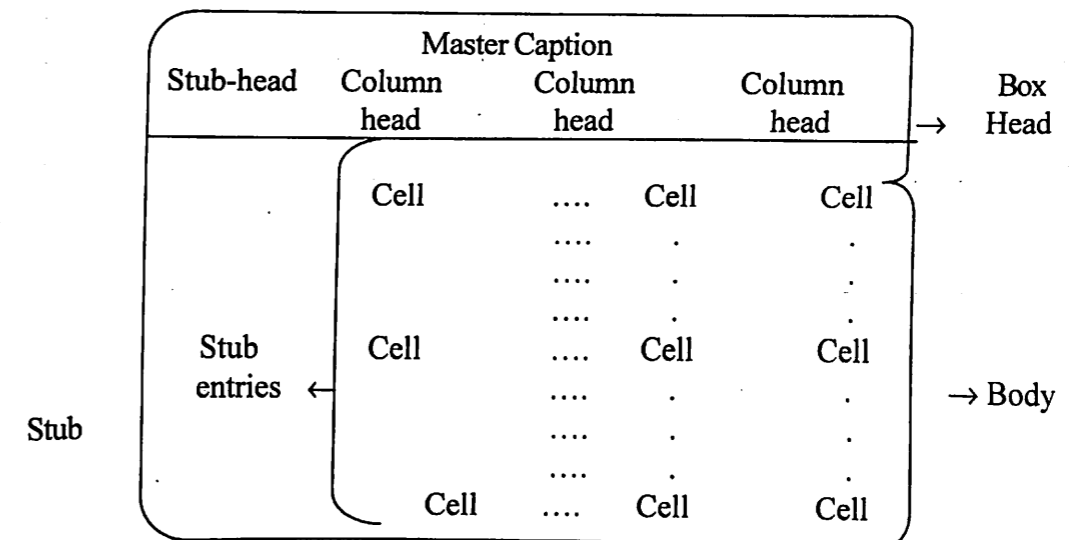 Master Caption
Stub-head Column Column Column Box
head head head → Head
Cell .... Cell Cell
.... . .
.... . .
.... . .
Stub Cell .... Cell Cell
entries ← .... . . → Body
Stub .... . .
.... . .
Cell .... Cell Cell